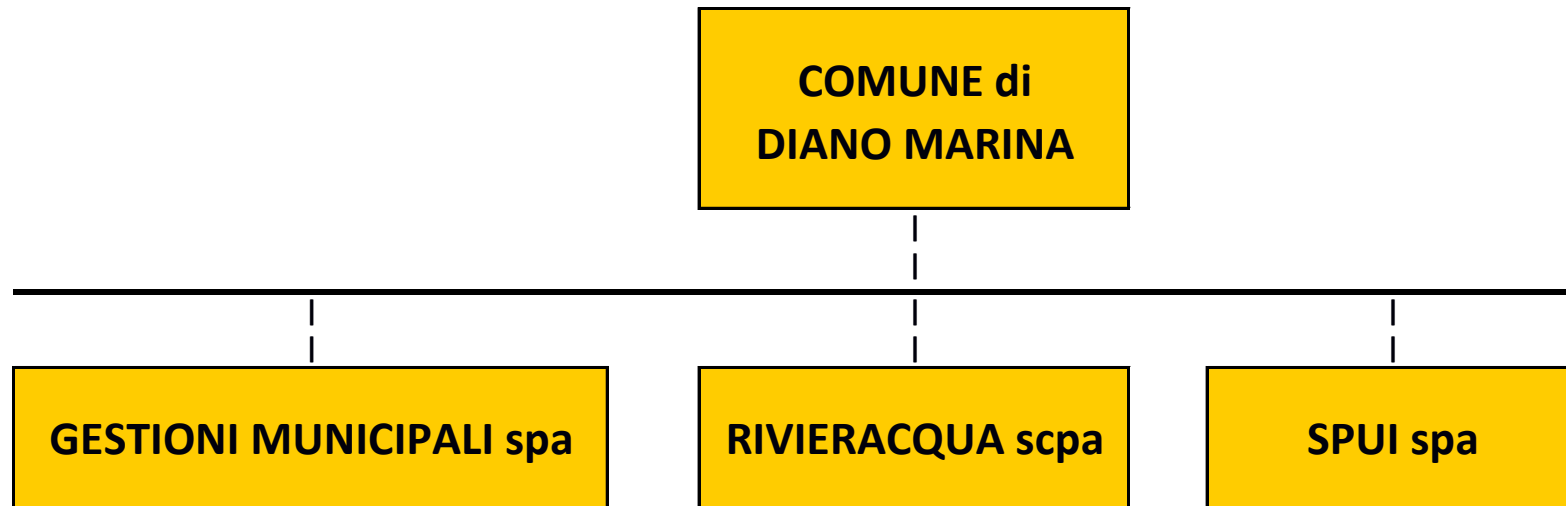 COMUNE di
DIANO MARINA
GESTIONI MUNICIPALI spa
RIVIERACQUA scpa
SPUI spa